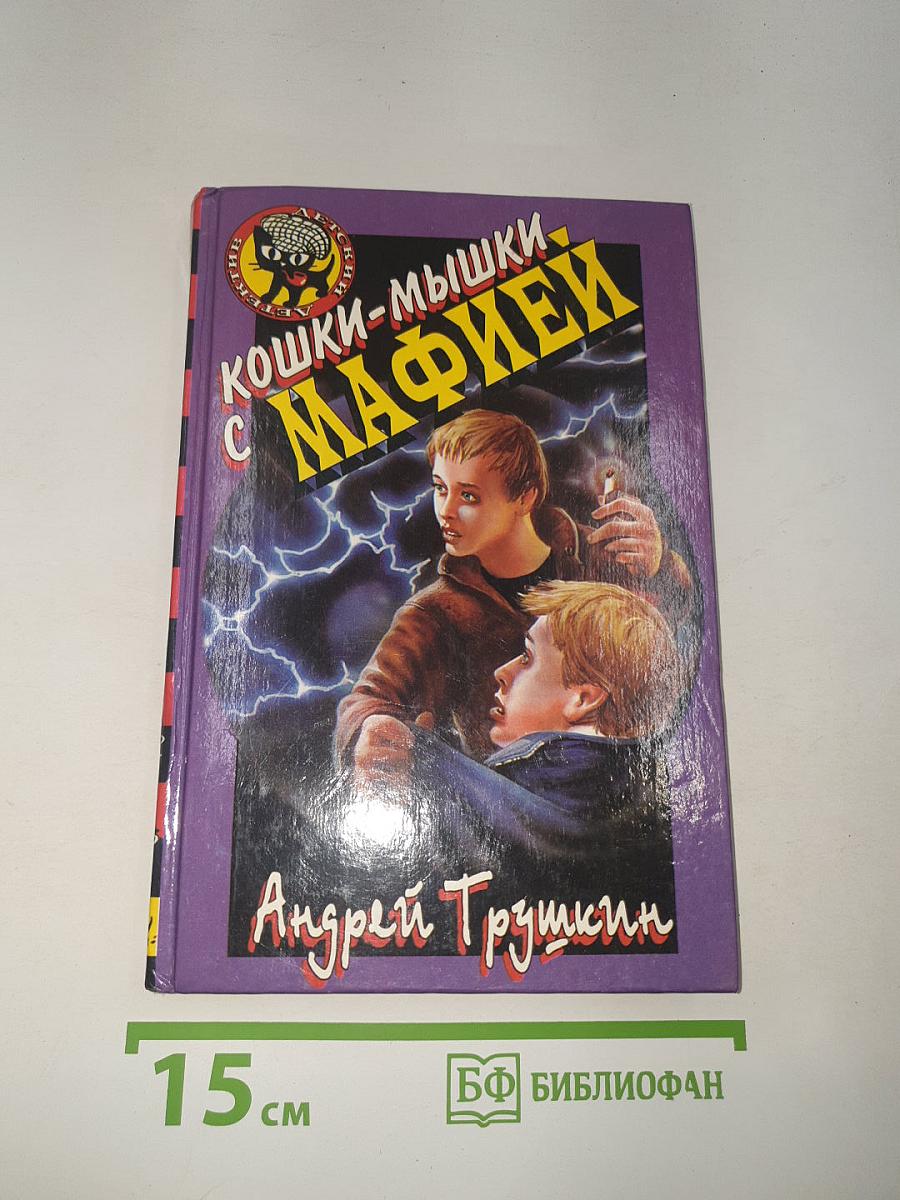 ДЕТСКИЙ ДЕТЕКТИВ
КОШКИ-МЫШКИ
С МАФИЕЙ
Андрей Трушкин
15 см
БФ БИБЛИОФАН